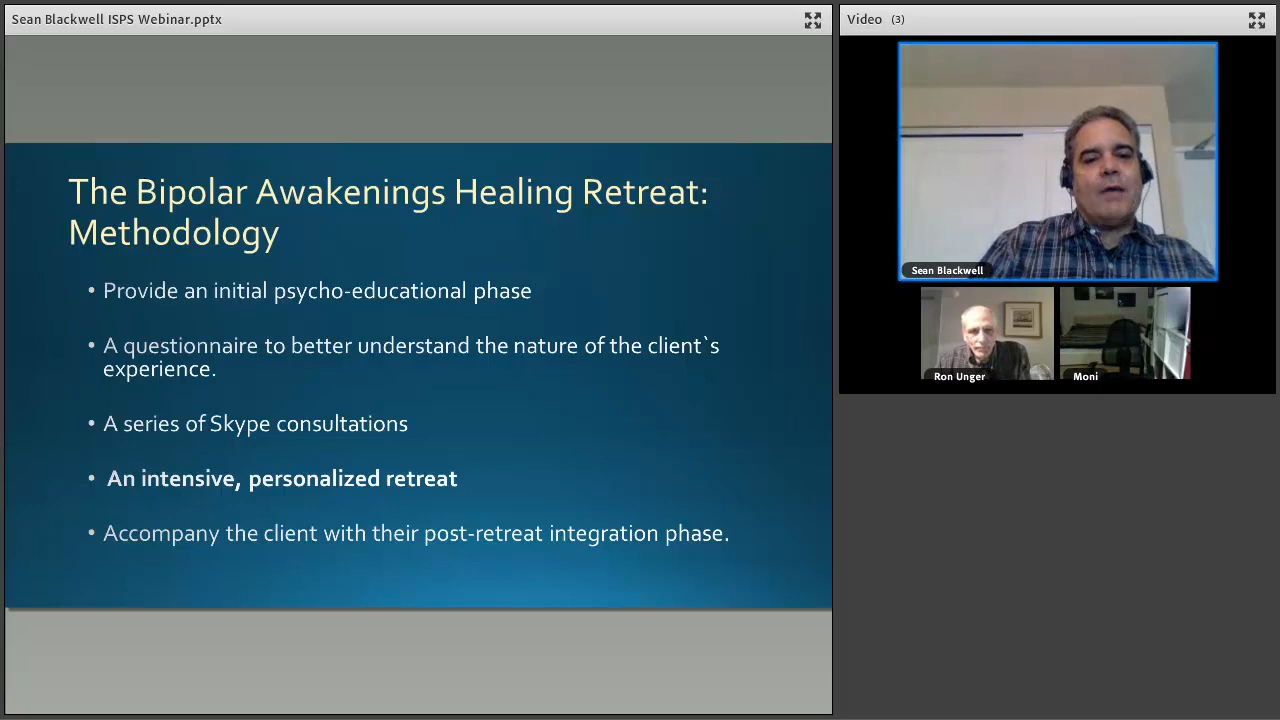 Sean Blackwell ISPS Webinar.pptx
Video (3)
The Bipolar Awakenings Healing Retreat:
Methodology
• Provide an initial psycho-educational phase
• A questionnaire to better understand the nature of the client`s
experience.
• A series of Skype consultations
• An intensive, personalized retreat
• Accompany the client with their post-retreat integration phase.
Sean Blackwell
Ron Unger
Moni